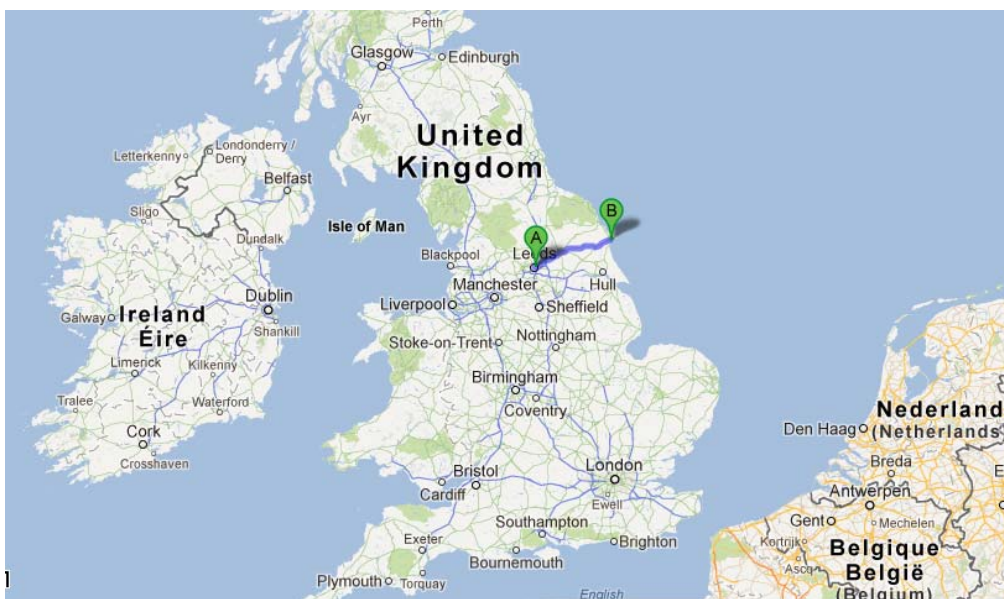 Perth
Glasgow
Edinburgh
Ayr
United
Kingdom
Londonderry /
Derry
Letterkenny
Belfast
Sligo
Isle of Man
B
A
Dundalk
Leeds
Blackpool
Hull
Manchester
Dublin
Liverpool
Sheffield
Galway
Ireland
Éire
Shankill
Stoke-on-Trent
Nottingham
Limerick
Kilkenny
Birmingham
Tralee
Waterford
Coventry
Nederland
(Netherlands
Den Haag
Cork
Crosshaven
London
Bristol
Cardiff
Ewell
Breda
Antwerpen
Southampton
Gent
Mechelen
Exeter
Brighton
Kortrijk
Bournemouth
Ascq
Belgique
België
(Belgium)
Plymouth
Torquay
English